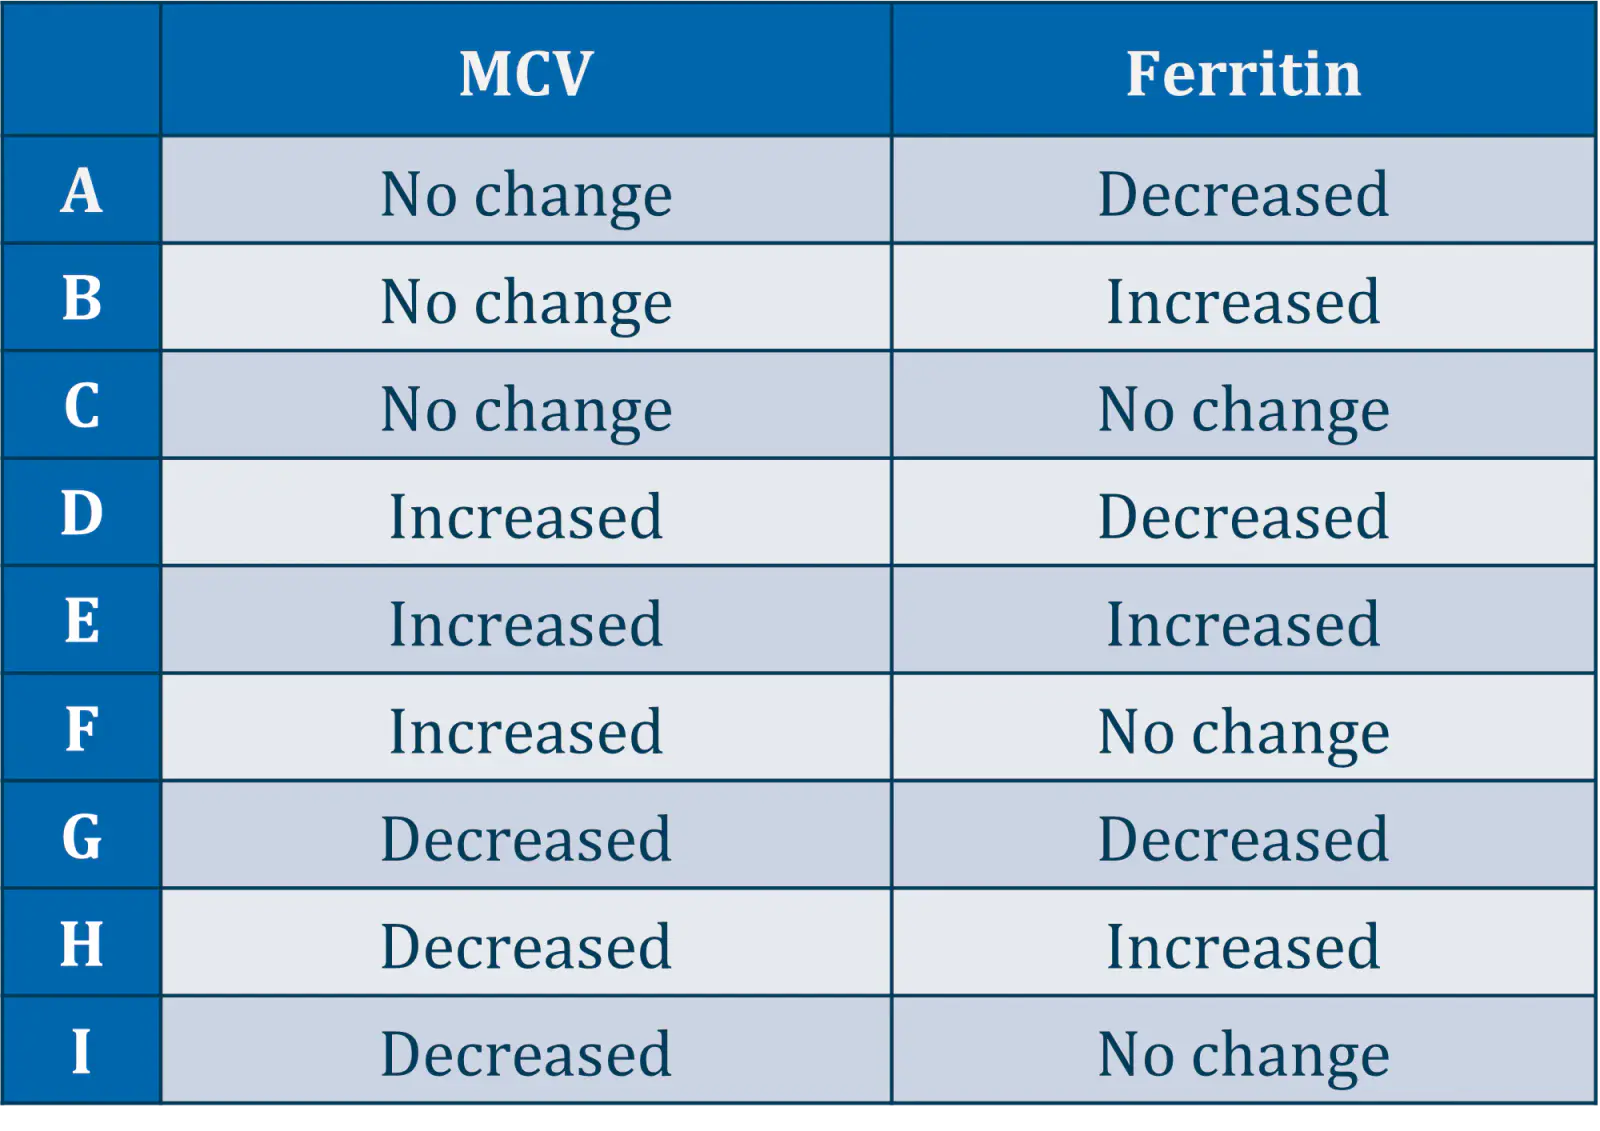 MCV Ferritin
A No change Decreased
B No change Increased
C No change No change
D Increased Decreased
E Increased Increased
F Increased No change
G Decreased Decreased
H Decreased Increased
I Decreased No change